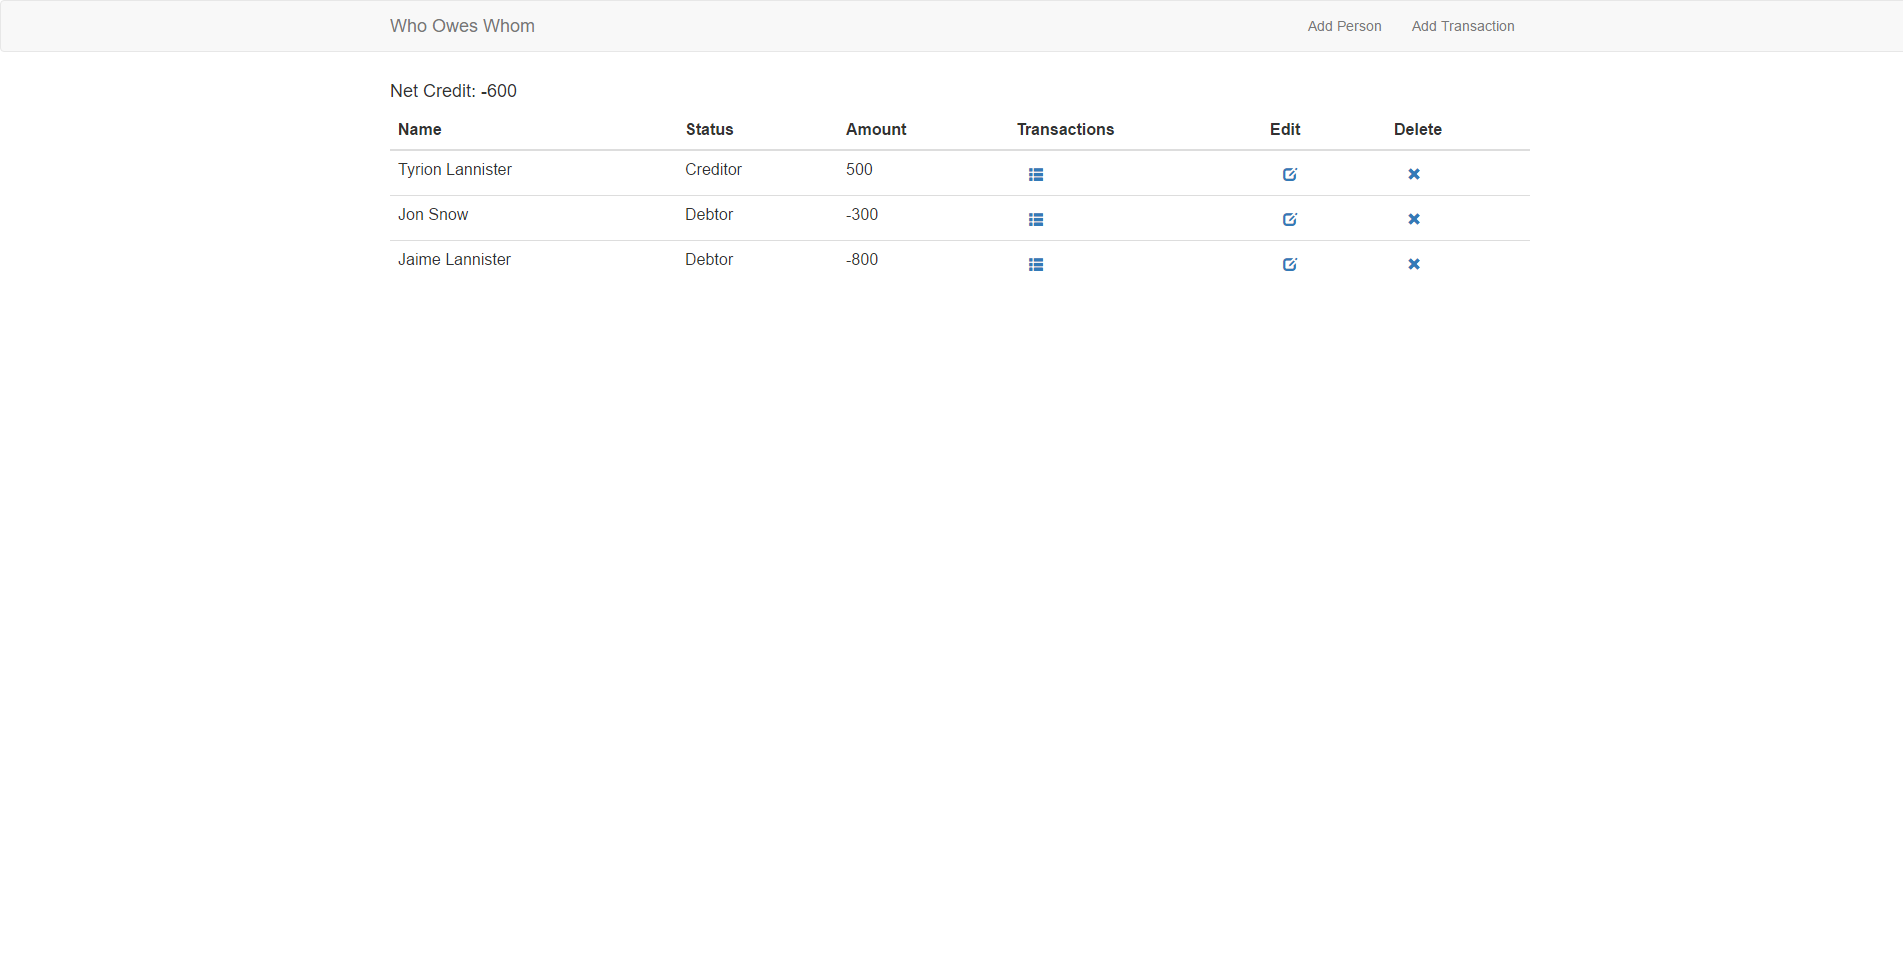 Who Owes Whom Add Person Add Transaction
Net Credit: -600
Name Status Amount Transactions Edit Delete
Tyrion Lannister Creditor 500
Jon Snow Debtor -300
Jaime Lannister Debtor -800